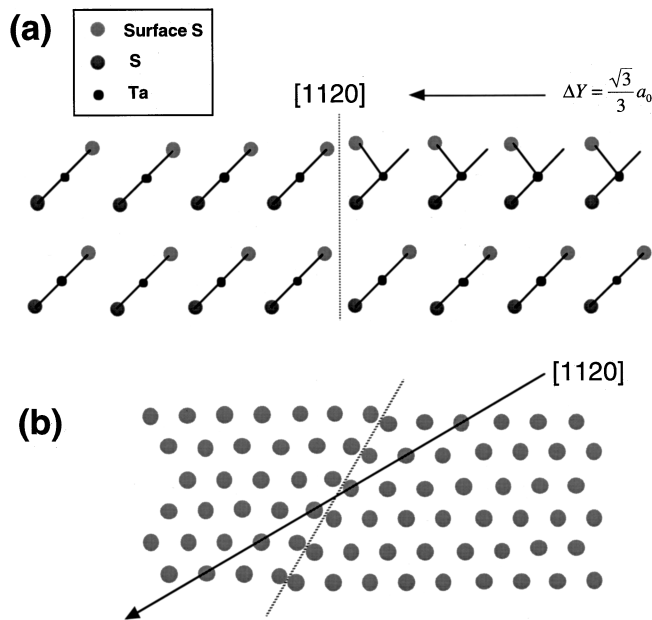 (a)
Surface S
S
Ta
[1120]
ΔY = √3/3 a₀
[1120]
(b)